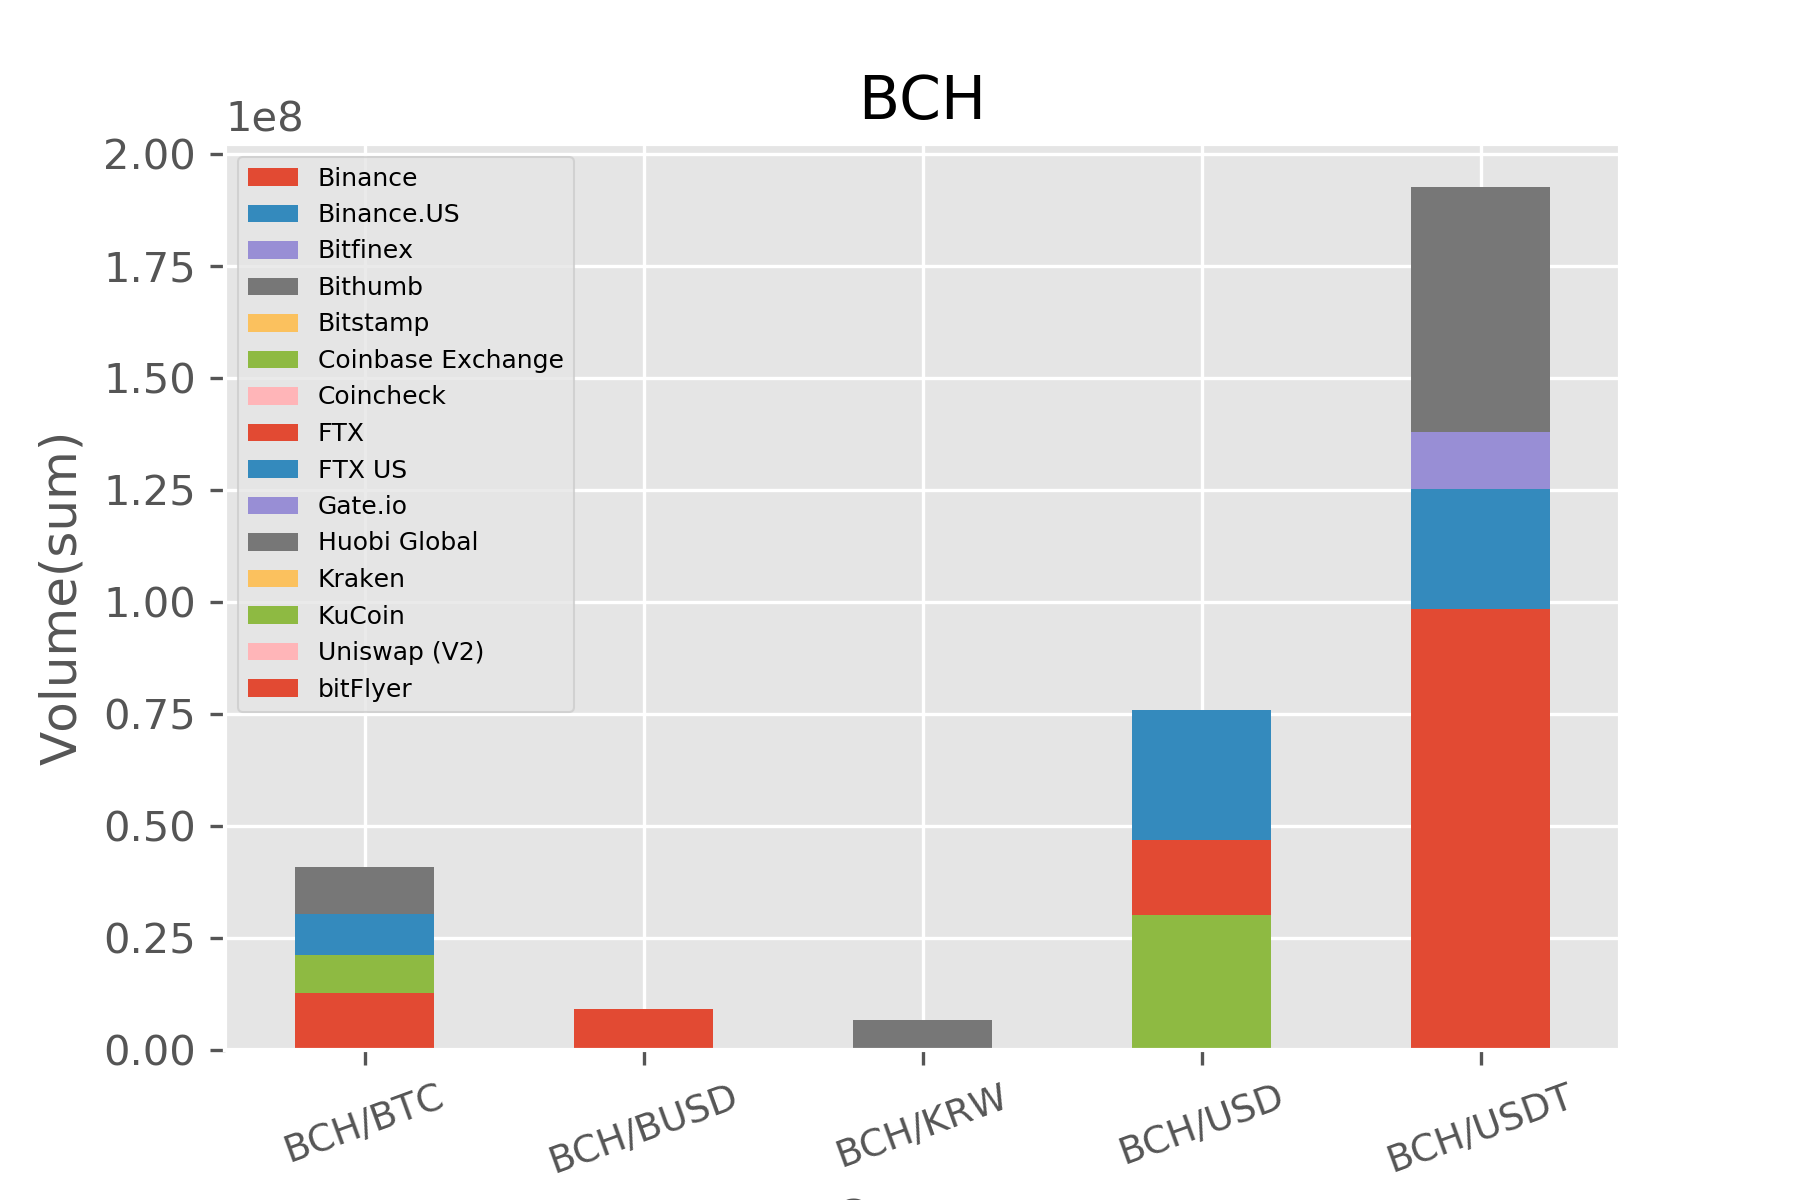 BCH
1e8
2.00
1.75
1.50
1.25
1.00
0.75
0.50
0.25
0.00
Volume(sum)
Binance
Binance.US
Bitfinex
Bithumb
Bitstamp
Coinbase Exchange
Coincheck
FTX
FTX US
Gate.io
Huobi Global
Kraken
KuCoin
Uniswap (V2)
bitFlyer
BCH/BTC
BCH/BUSD
BCH/KRW
BCH/USD
BCH/USDT